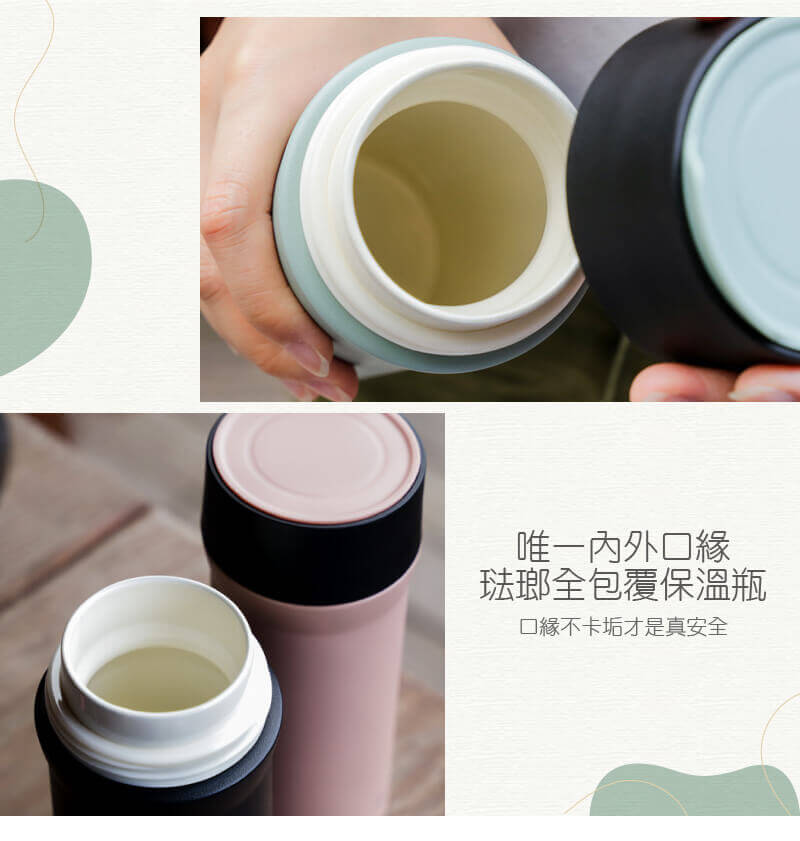 唯一內外口緣
琺瑯全包覆保溫瓶
口緣不卡垢才是真安全